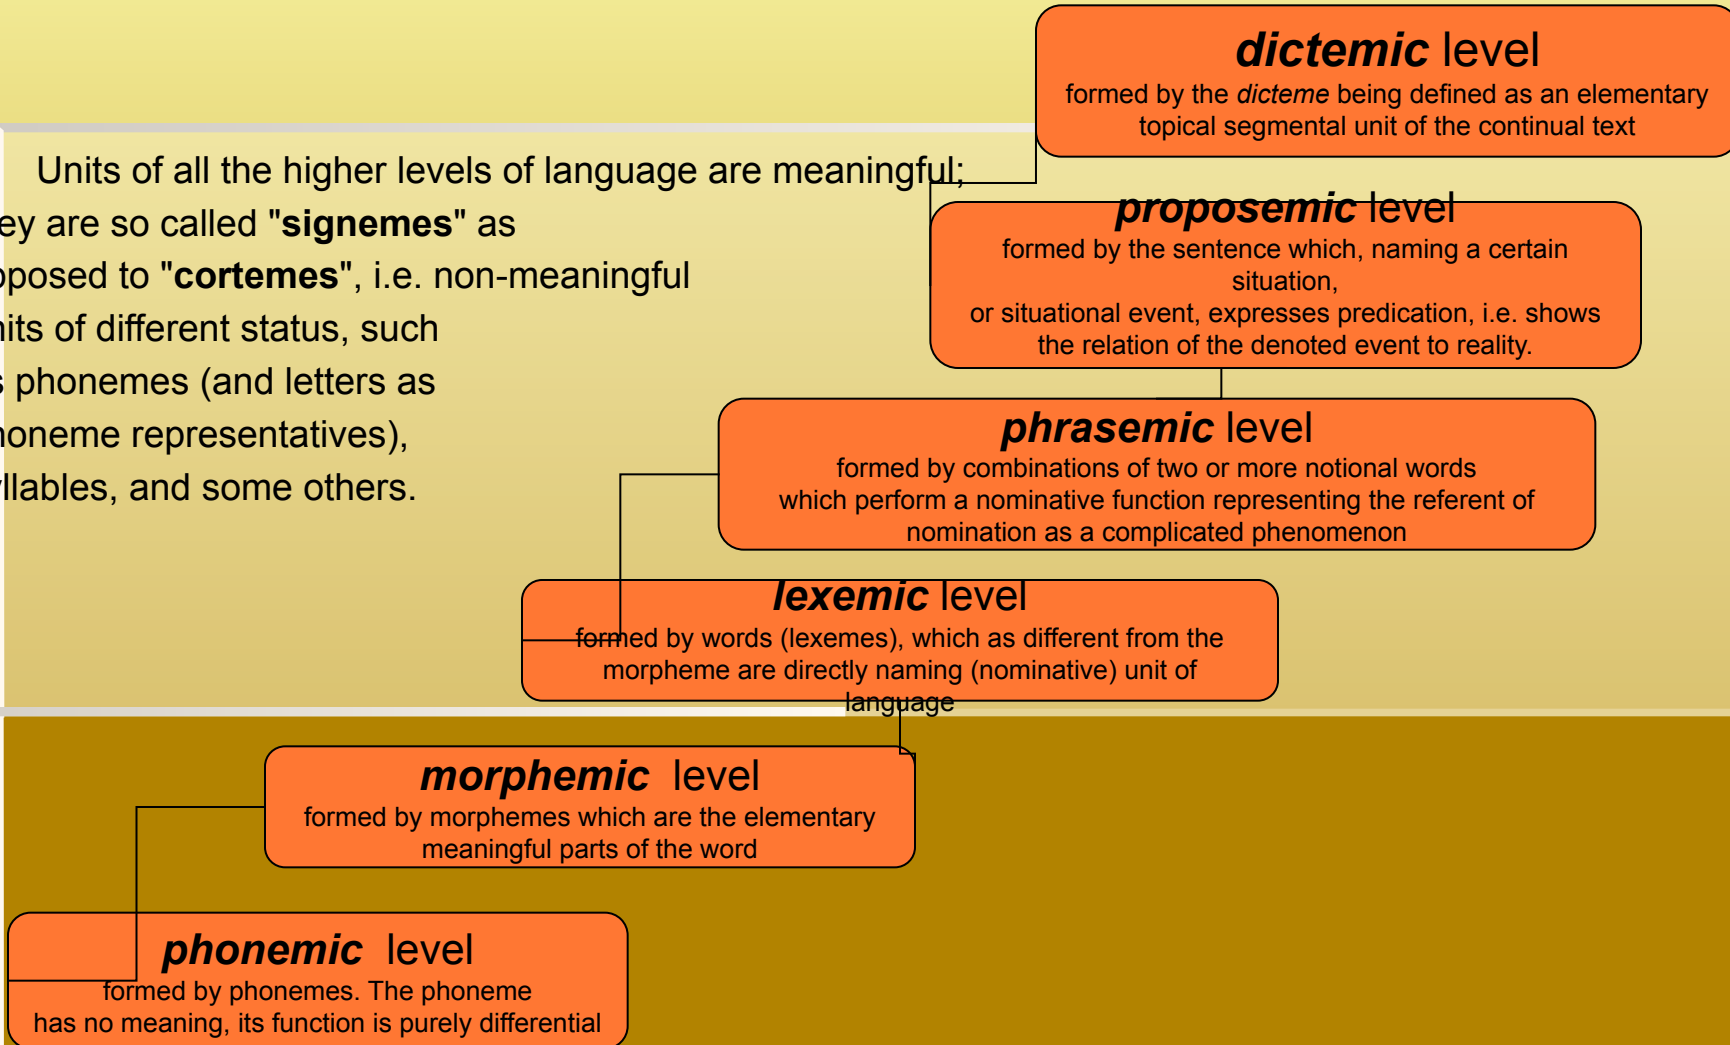 dictemic level
formed by the dicteme being defined as an elementary
topical segmental unit of the continual text
Units of all the higher levels of language are meaningful;
ey are so called "signemes" as
pposed to "cortemes", i.e. non-meaningful
its of different status, such
s phonemes (and letters as
honeme representatives),
yllables, and some others.
proposemic level
formed by the sentence which, naming a certain
situation,
or situational event, expresses predication, i.e. shows
the relation of the denoted event to reality.
phrasemic level
formed by combinations of two or more notional words
which perform a nominative function representing the referent of
nomination as a complicated phenomenon
lexemic level
formed by words (lexemes), which as different from the
morpheme are directly naming (nominative) unit of
language
morphemic level
formed by morphemes which are the elementary
meaningful parts of the word
phonemic level
formed by phonemes. The phoneme
has no meaning, its function is purely differential